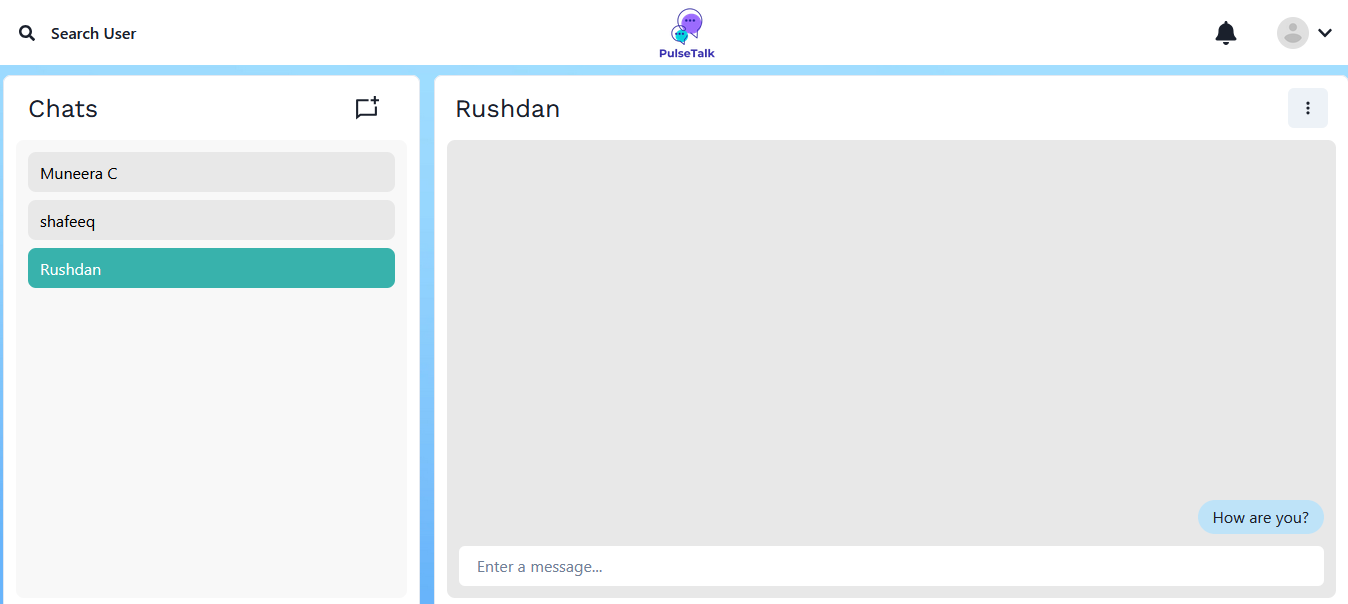 Search User
PulseTalk
Chats
Muneera C
shafeeq
Rushdan
Rushdan
How are you?
Enter a message...